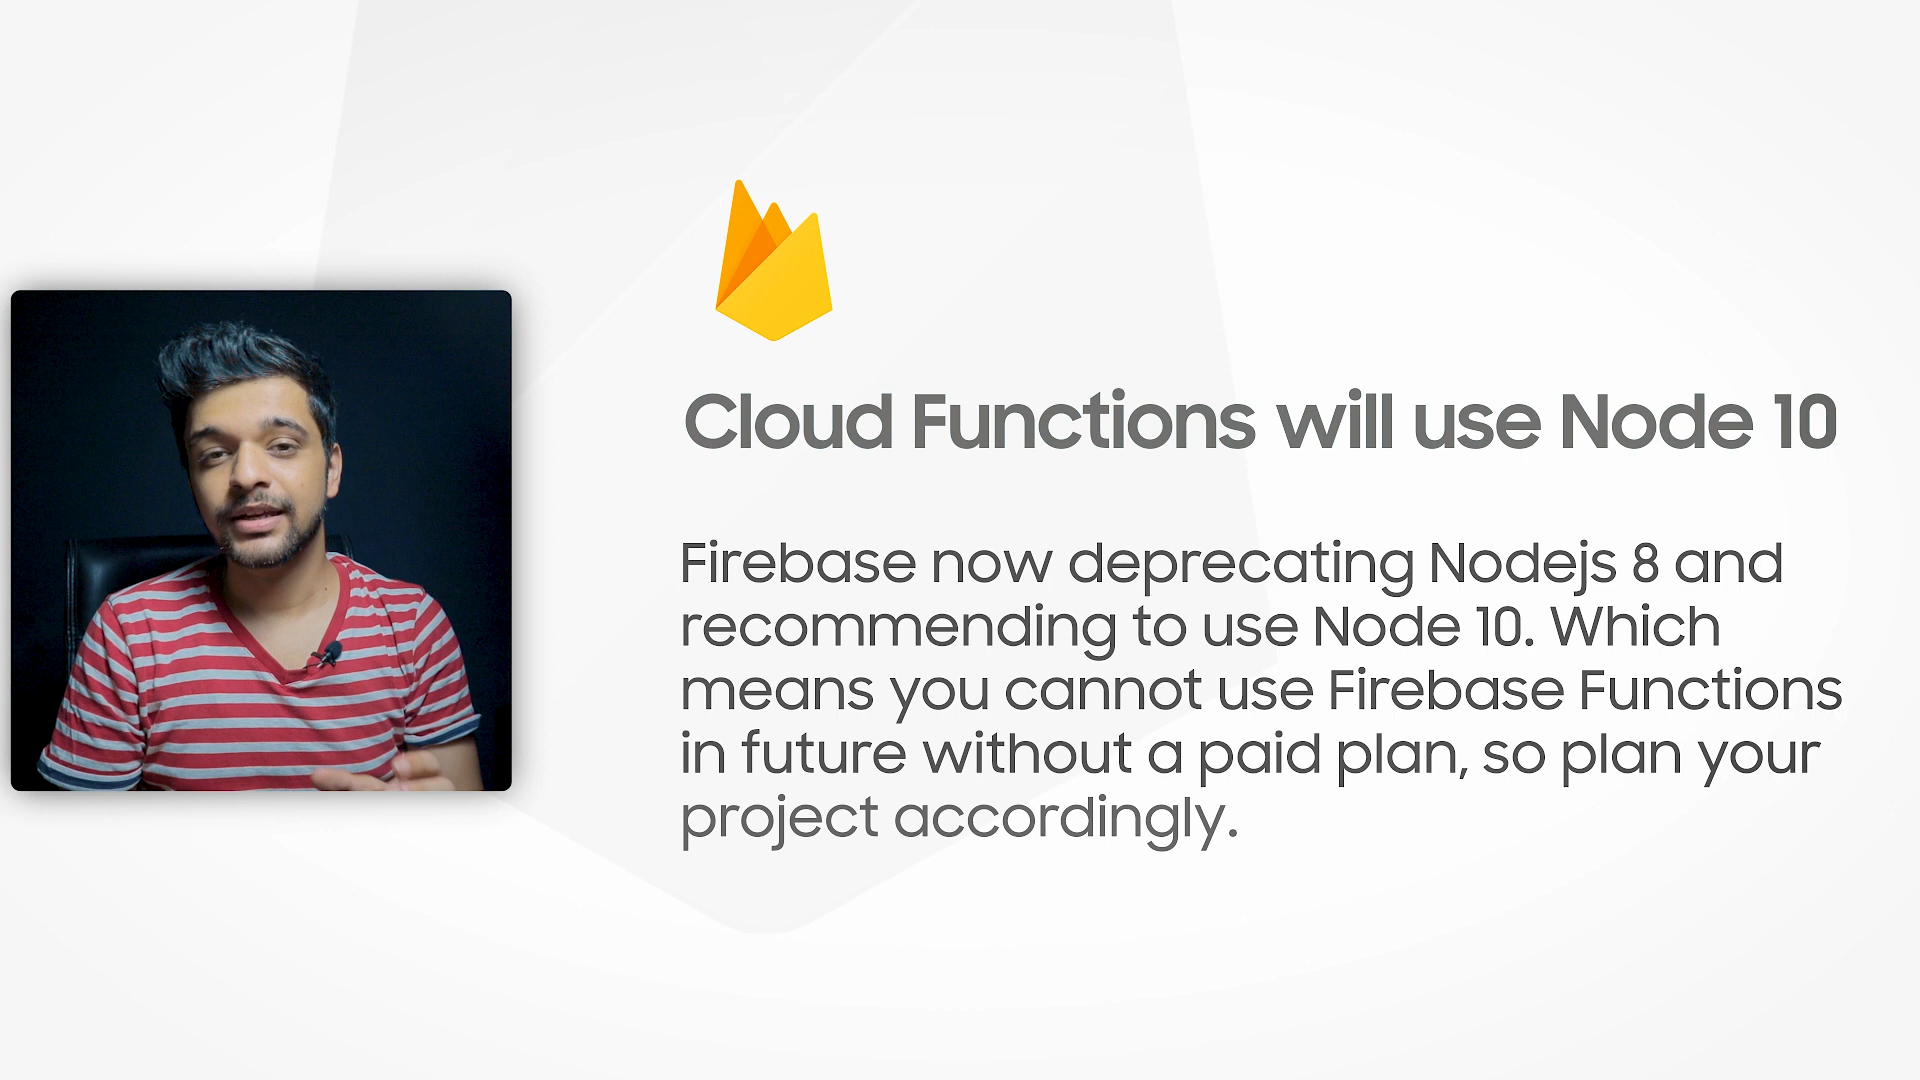 Cloud Functions will use Node 10
Firebase now deprecating Nodejs 8 and
recommending to use Node 10. Which
means you cannot use Firebase Functions
in future without a paid plan, so plan your
project accordingly.